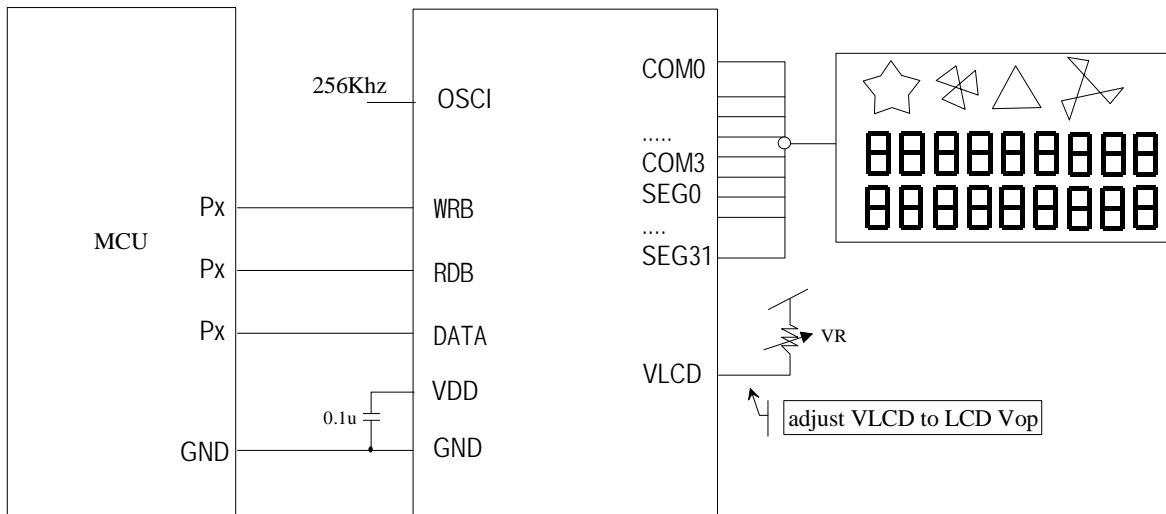 COM0
256Khz
OSCI
.....
COM3
Px
WRB
SEG0
MCU
....
SEG31
Px
RDB
Px
DATA
VR
VLCD
VDD
0.1u
adjust VLCD to LCD Vop
GND
GND